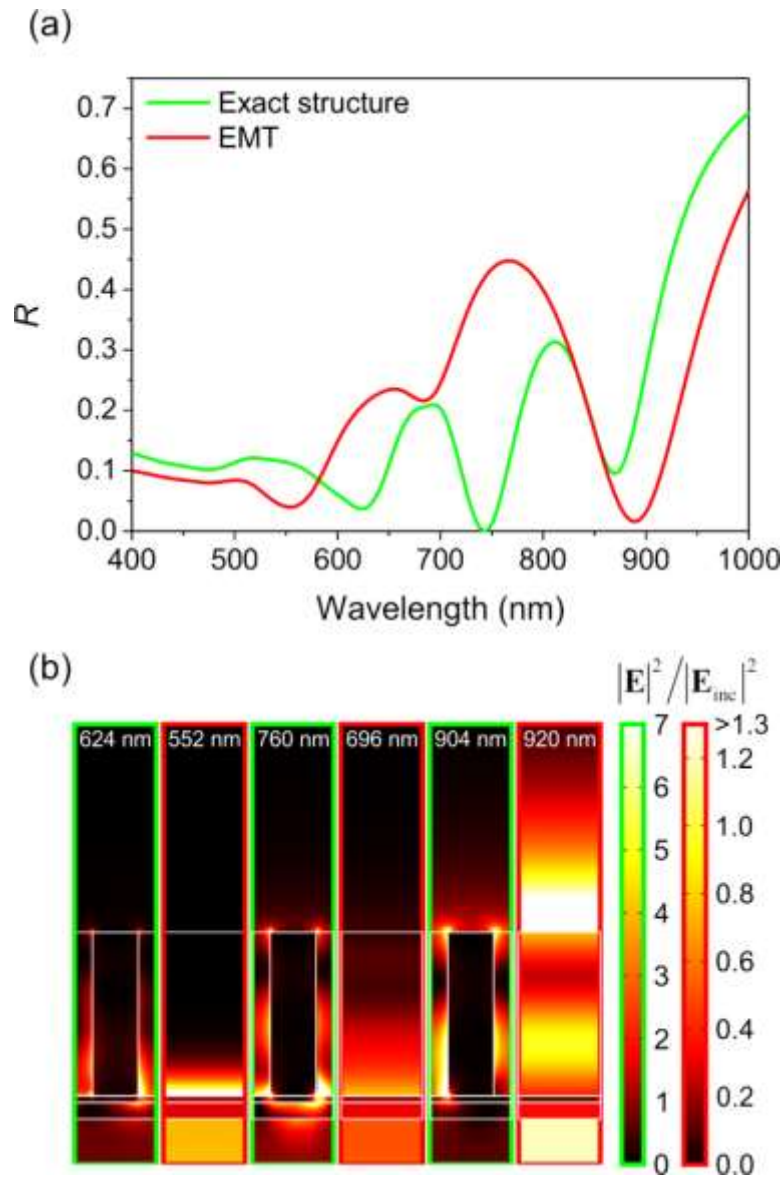 (a)
Exact structure
EMT
R
0.7
0.6
0.5
0.4
0.3
0.2
0.1
0.0
400 500 600 700 800 900 1000
Wavelength (nm)
(b)
|E|²/|E_inc|²
624 nm 552 nm 760 nm 696 nm 904 nm 920 nm
7
6
5
4
3
2
1
0
>1.3
1.2
1.0
0.8
0.6
0.4
0.2
0.0